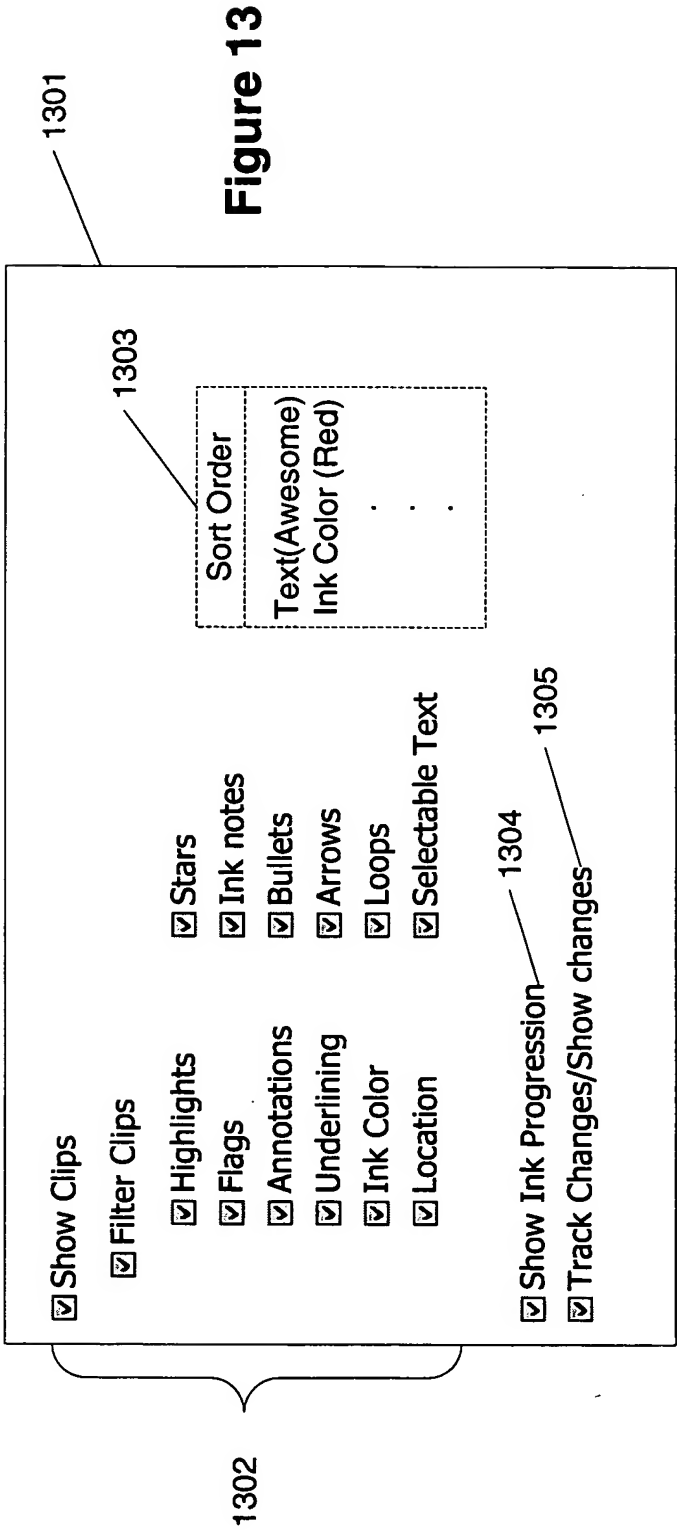 Figure 13
1301
1302
☑ Show Clips
☑ Filter Clips
☑ Highlights
☑ Flags
☑ Annotations
☑ Underlining
☑ Ink Color
☑ Location
☑ Stars
☑ Ink notes
☑ Bullets
☑ Arrows
☑ Loops
☑ Selectable Text
1303
Sort Order
Text(Awesome)
Ink Color (Red)
.
.
.
☑ Show Ink Progression
1304
☑ Track Changes/Show changes
1305